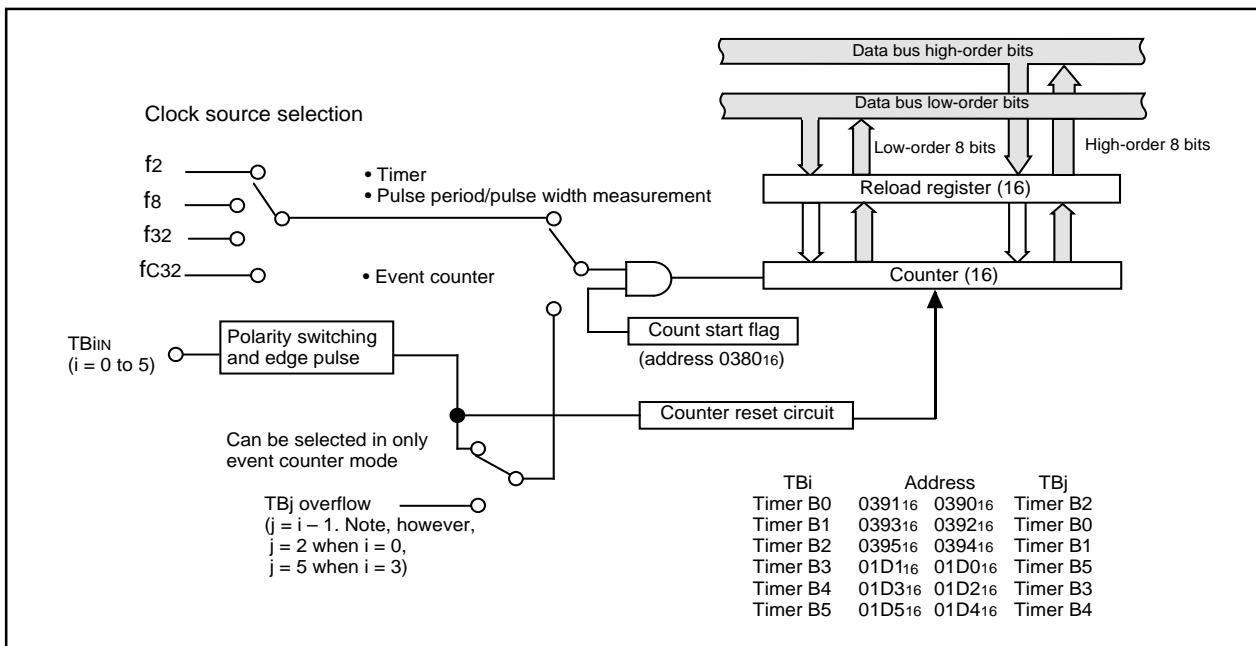 Data bus high-order bits
Data bus low-order bits
Clock source selection
Low-order 8 bits
High-order 8 bits
f2
• Timer
• Pulse period/pulse width measurement
Reload register (16)
f8
f32
fC32
• Event counter
Counter (16)
Polarity switching
and edge pulse
TBiIN
(i = 0 to 5)
Count start flag
(address 038016)
Counter reset circuit
Can be selected in only
event counter mode
TBj overflow
(j = i – 1. Note, however,
j = 2 when i = 0,
j = 5 when i = 3)
TBi Address TBj
Timer B0 039116 039016 Timer B2
Timer B1 039316 039216 Timer B0
Timer B2 039516 039416 Timer B1
Timer B3 01D116 01D016 Timer B5
Timer B4 01D316 01D216 Timer B3
Timer B5 01D516 01D416 Timer B4